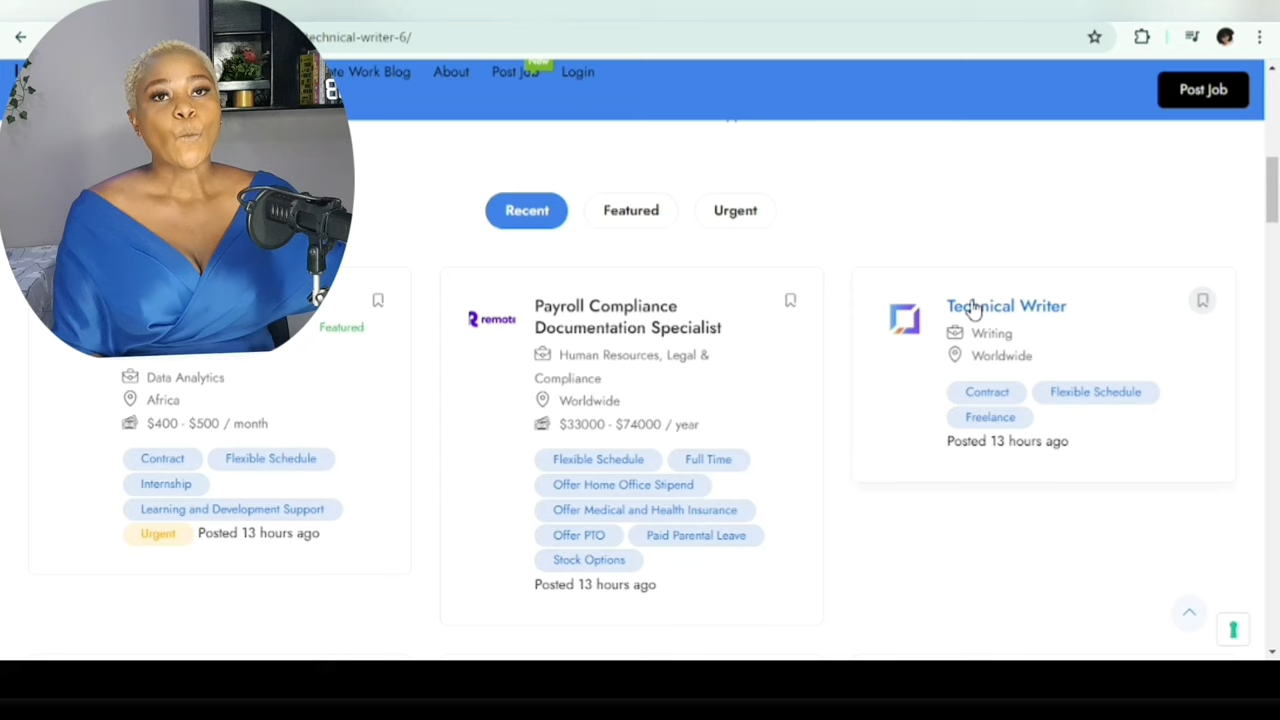 technical-writer-6/
Work Blog
About
Post Job
New
Login
Post Job
Recent
Featured
Urgent
Featured
Data Analytics
Africa
$400 - $500 / month
Contract
Flexible Schedule
Internship
Learning and Development Support
Urgent
Posted 13 hours ago
remote
Payroll Compliance
Documentation Specialist
Human Resources, Legal &
Compliance
Worldwide
$33000 - $74000 / year
Flexible Schedule
Full Time
Offer Home Office Stipend
Offer Medical and Health Insurance
Offer PTO
Paid Parental Leave
Stock Options
Posted 13 hours ago
Technical Writer
Writing
Worldwide
Contract
Flexible Schedule
Freelance
Posted 13 hours ago